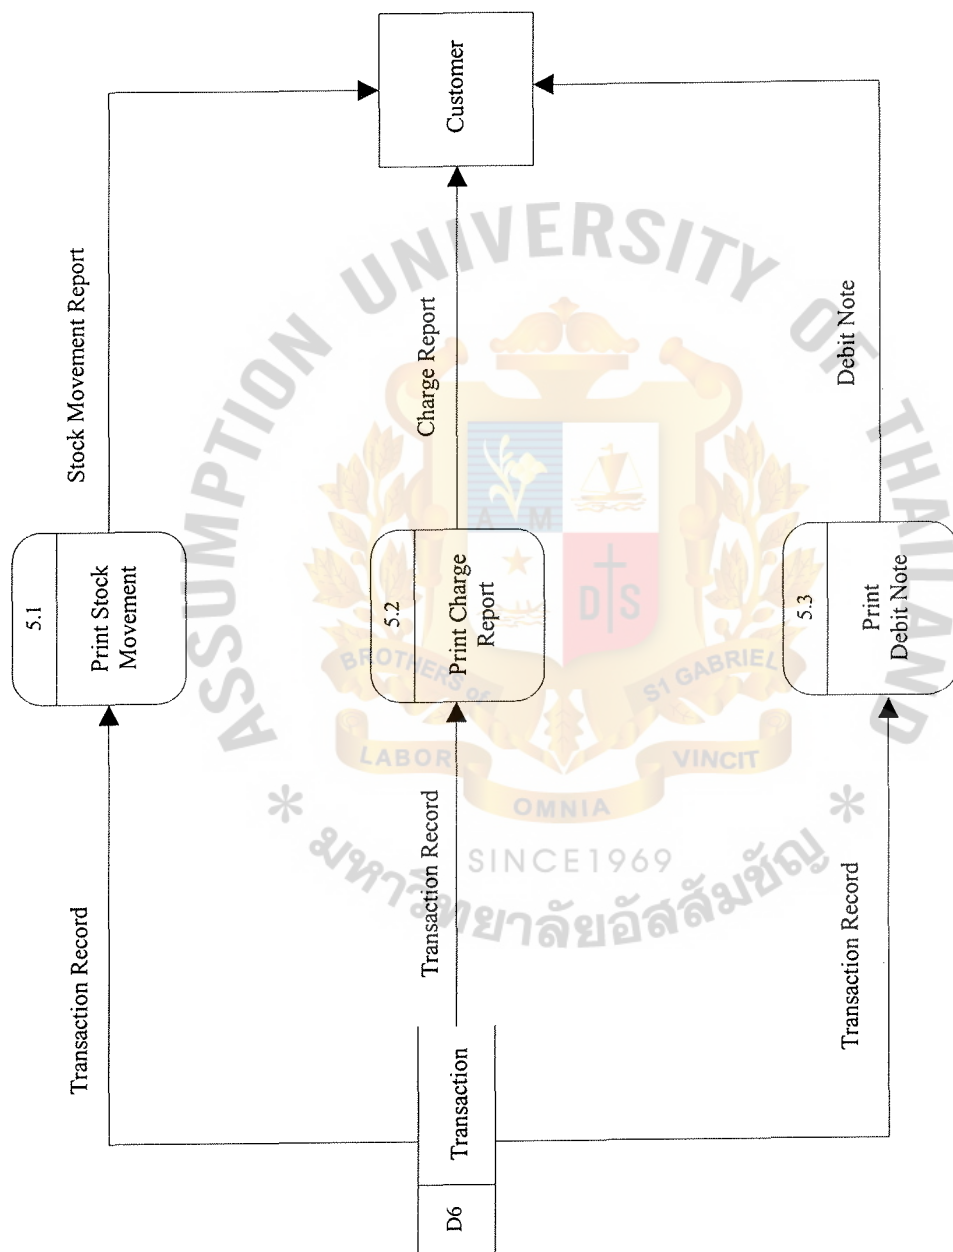 D6
Transaction
Transaction Record
5.1
Print Stock
Movement
Stock Movement Report
Transaction Record
5.2
Print Charge
Report
Charge Report
Transaction Record
5.3
Print
Debit Note
Debit Note
Customer
ASSUMPTION UNIVERSITY OF THAILAND
A M
D S
BROTHERS of
S1 GABRIEL
LABOR
OMNIA
VINCIT
SINCE1969
* มหาวิทยาลัยอัสสัมชัญ *